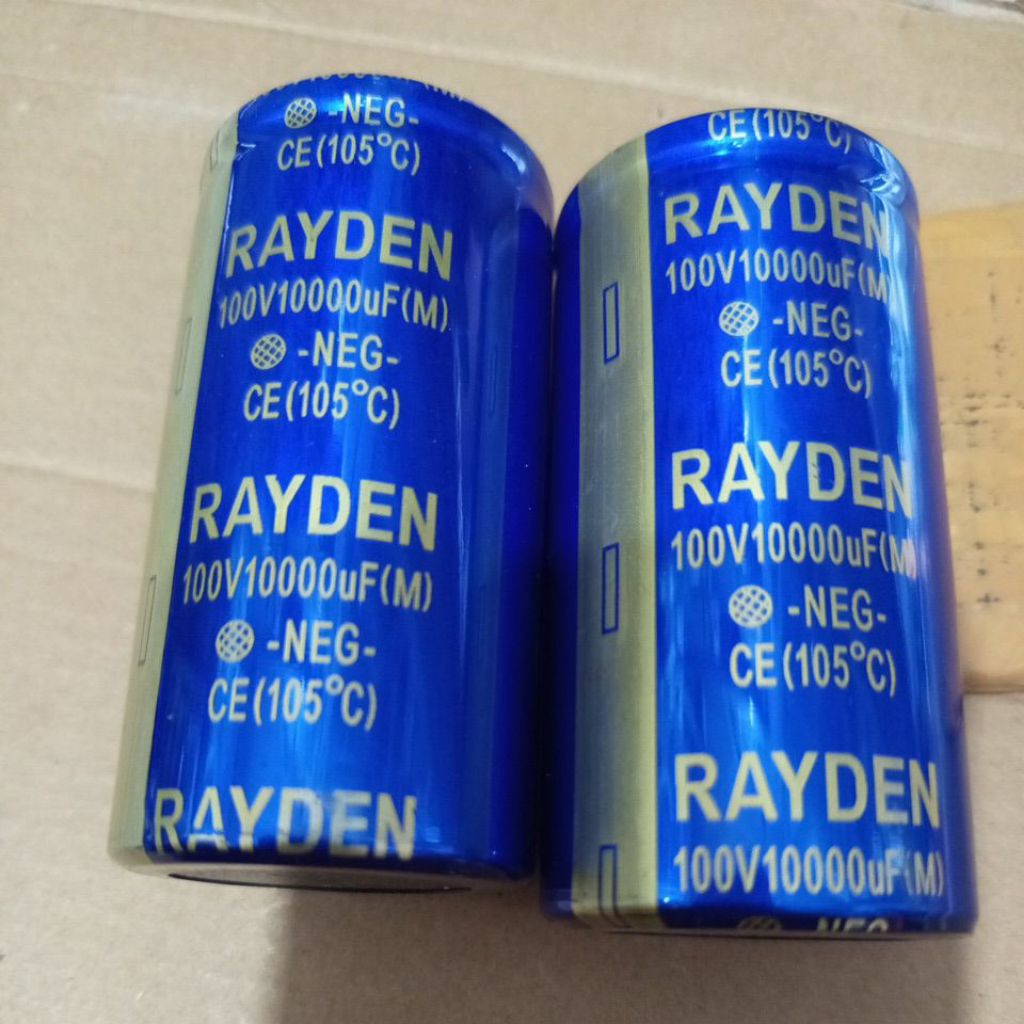 -NEG-
CE(105°C)
RAYDEN
100V10000uF(M)
-NEG-
CE(105°C)
RAYDEN
100V10000uF(M)
-NEG-
CE(105°C)
RAYDEN
CE(105°C)
RAYDEN
100V10000uF(M
-NEG-
CE(105°C)
RAYDEN
100V10000uF(M)
-NEG-
CE(105°C)
RAYDEN
100V10000uF(M)